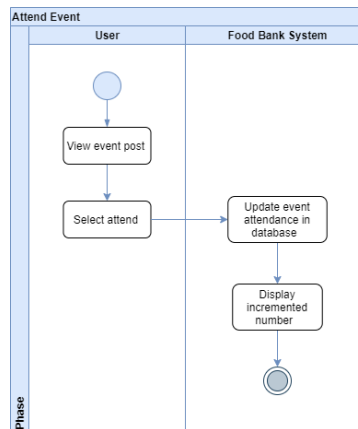 Attend Event
User
Food Bank System
View event post
Select attend
Update event
attendance in
database
Display
incremented
number
Phase